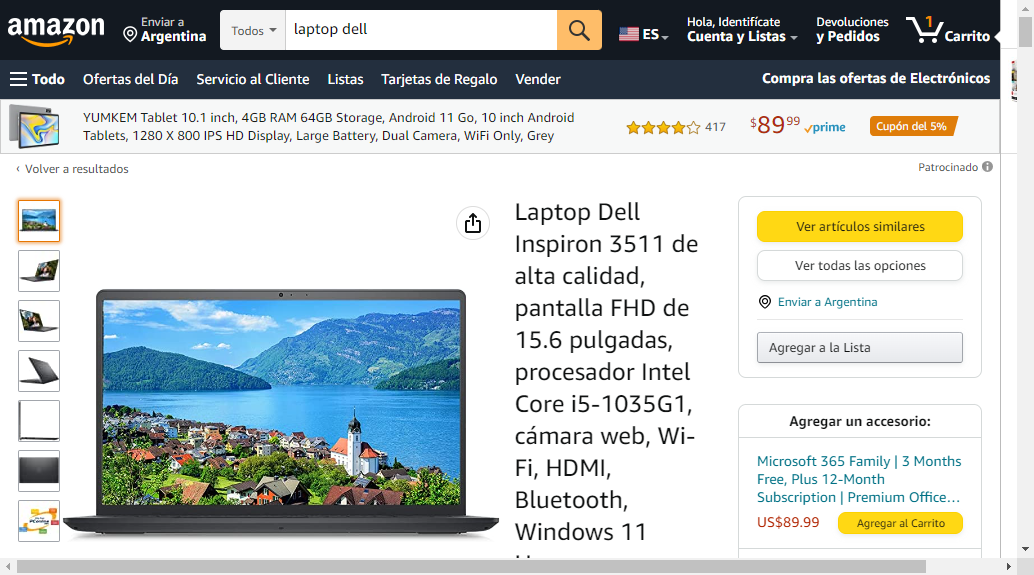 amazon
Enviar a
Argentina
Todos
laptop dell
ES
Hola, Identifícate
Cuenta y Listas
Devoluciones
y Pedidos
1
Carrito
Todo
Ofertas del Día
Servicio al Cliente
Listas
Tarjetas de Regalo
Vender
Compra las ofertas de Electrónicos
YUMKEM Tablet 10.1 inch, 4GB RAM 64GB Storage, Android 11 Go, 10 inch Android
Tablets, 1280 X 800 IPS HD Display, Large Battery, Dual Camera, WiFi Only, Grey
417
$89 99
prime
Cupón del 5%
‹ Volver a resultados
Patrocinado
Laptop Dell
Inspiron 3511 de
alta calidad,
pantalla FHD de
15.6 pulgadas,
procesador Intel
Core i5-1035G1,
cámara web, Wi-
Fi, HDMI,
Bluetooth,
Windows 11
Ver artículos similares
Ver todas las opciones
Enviar a Argentina
Agregar a la Lista
Agregar un accesorio:
Microsoft 365 Family | 3 Months
Free, Plus 12-Month
Subscription | Premium Office…
US$89.99
Agregar al Carrito